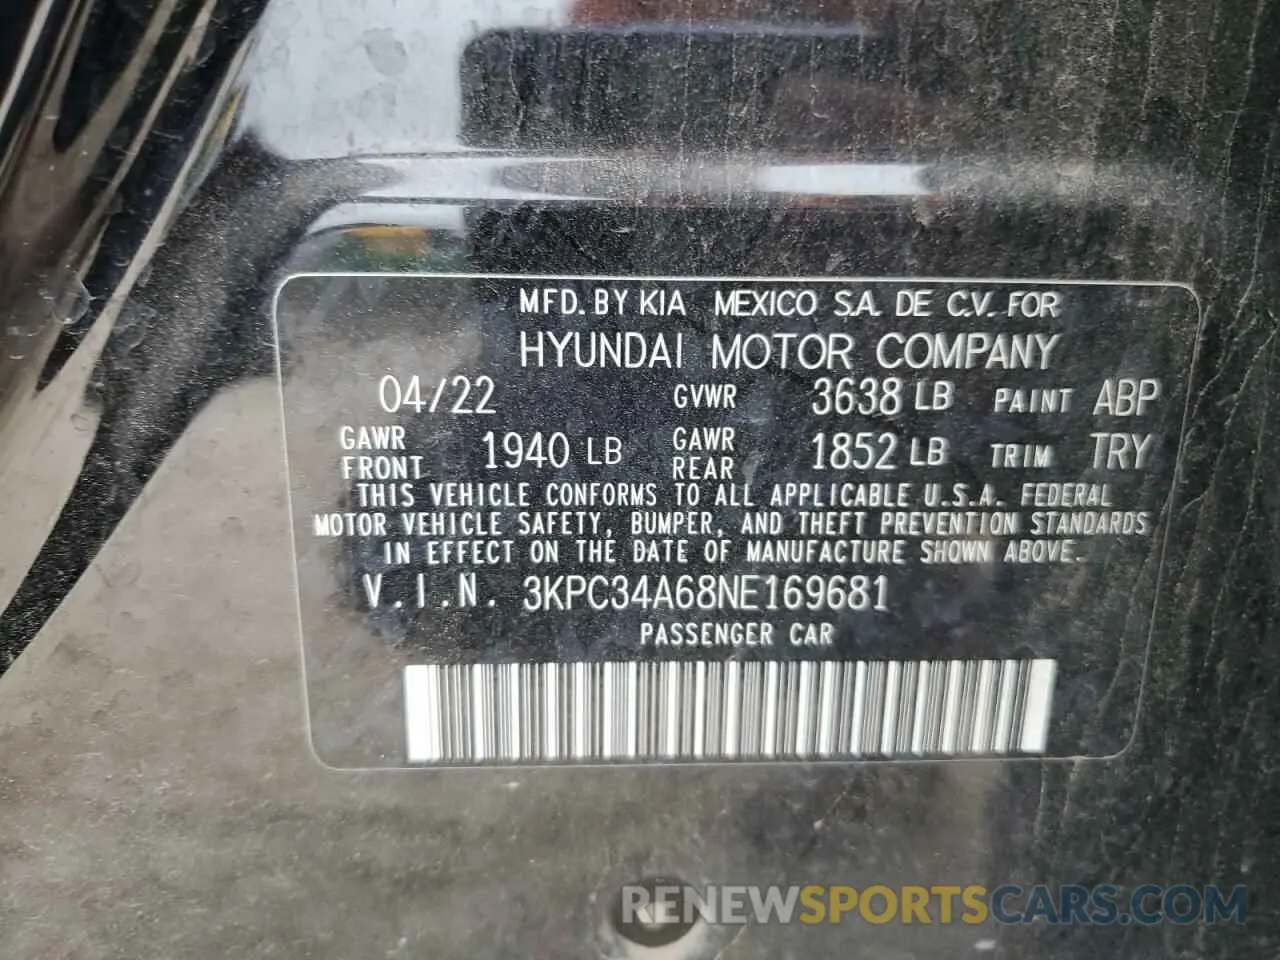 MFD. BY KIA MEXICO S.A. DE C.V. FOR
HYUNDAI MOTOR COMPANY
04/22 GVWR 3638 LB PAINT ABP
GAWR FRONT 1940 LB GAWR REAR 1852 LB TRIM TRY
THIS VEHICLE CONFORMS TO ALL APPLICABLE U.S.A. FEDERAL
MOTOR VEHICLE SAFETY, BUMPER, AND THEFT PREVENTION STANDARDS
IN EFFECT ON THE DATE OF MANUFACTURE SHOWN ABOVE.
V.I.N. 3KPC34A68NE169681
PASSENGER CAR
RENEWSPORTSCARS.COM